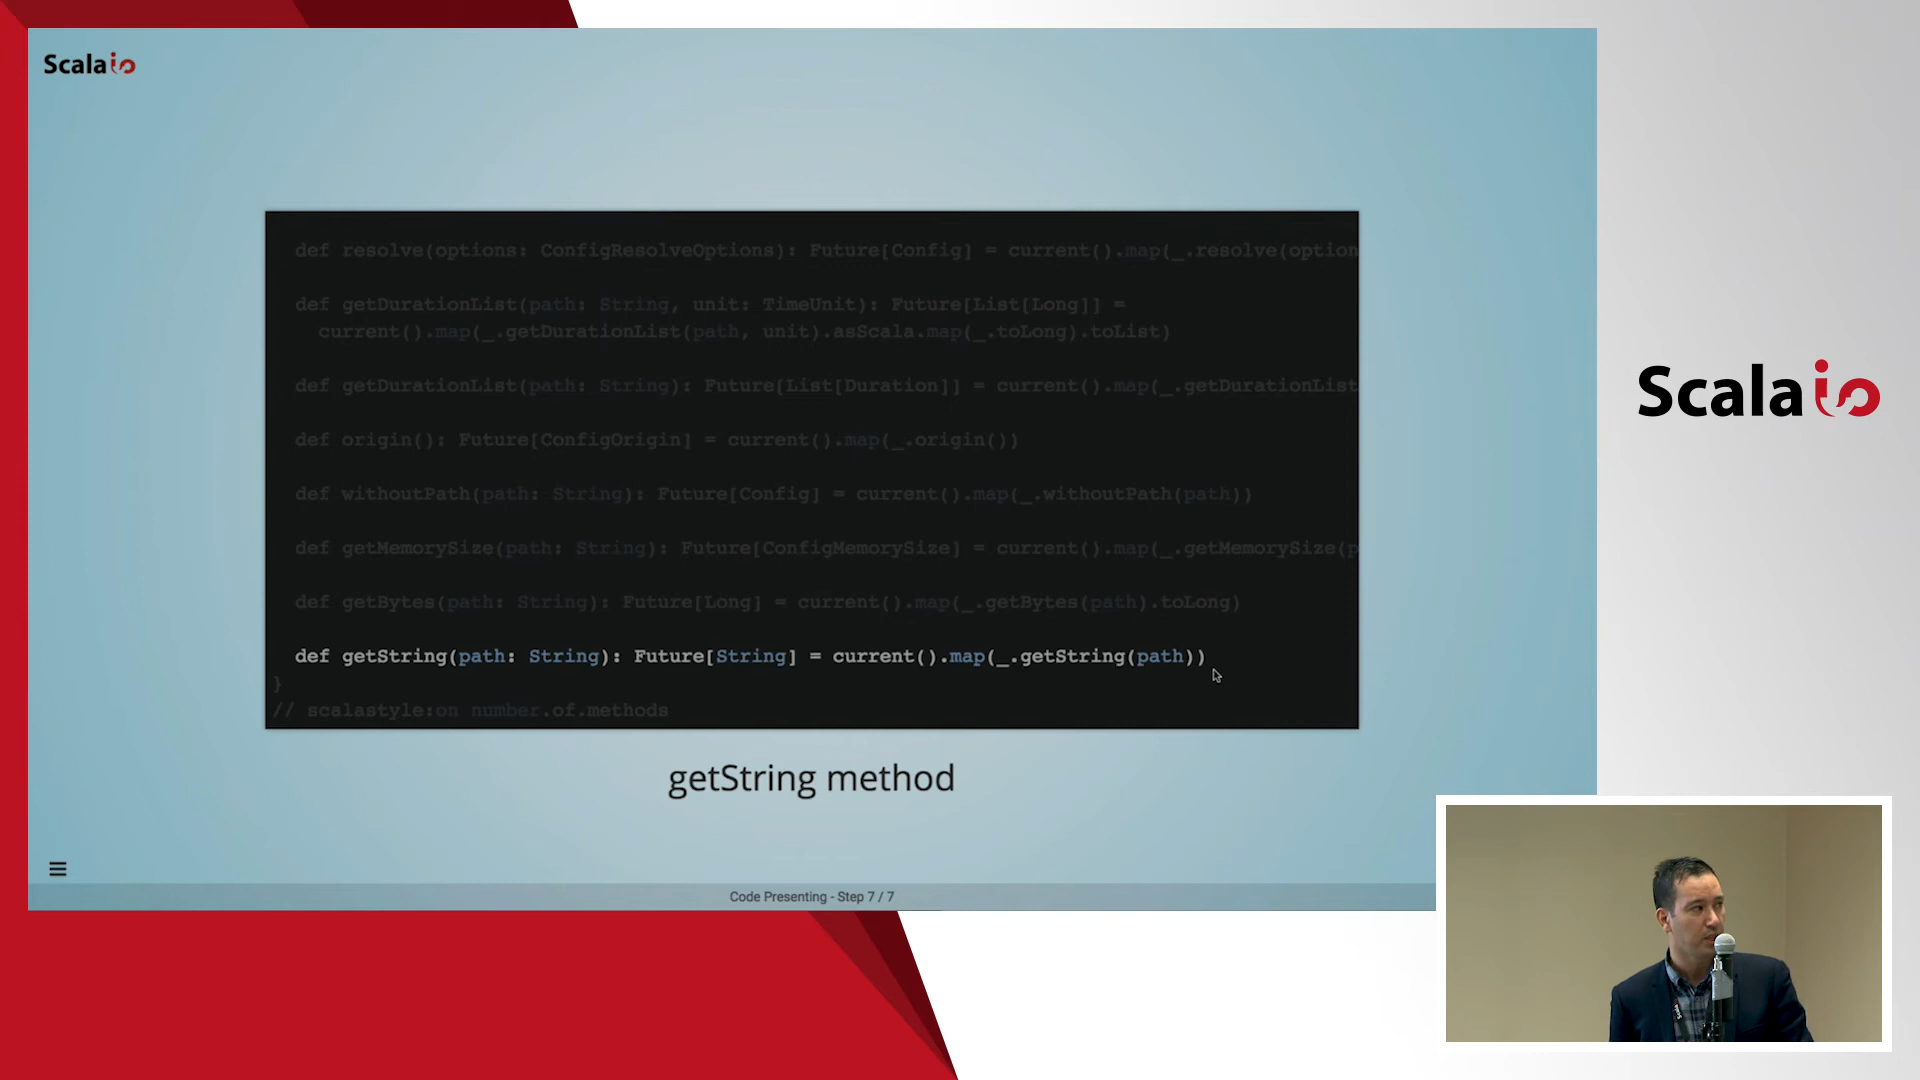 Scalaio
def resolve(options: ConfigResolveOptions): Future[Config] = current().map(_.resolve(option
def getDurationList(path: String, unit: TimeUnit): Future[List[Long]] =
current().map(_.getDurationList(path, unit).asScala.map(_.toLong).toList)
def getDurationList(path: String): Future[List[Duration]] = current().map(_.getDurationList
def origin(): Future[ConfigOrigin] = current().map(_.origin())
def withoutPath(path: String): Future[Config] = current().map(_.withoutPath(path))
def getMemorySize(path: String): Future[ConfigMemorySize] = current().map(_.getMemorySize(p
def getBytes(path: String): Future[Long] = current().map(_.getBytes(path).toLong)
def getString(path: String): Future[String] = current().map(_.getString(path))
}
// scalastyle:on number.of.methods
getString method
Code Presenting - Step 7 / 7
Scalaio